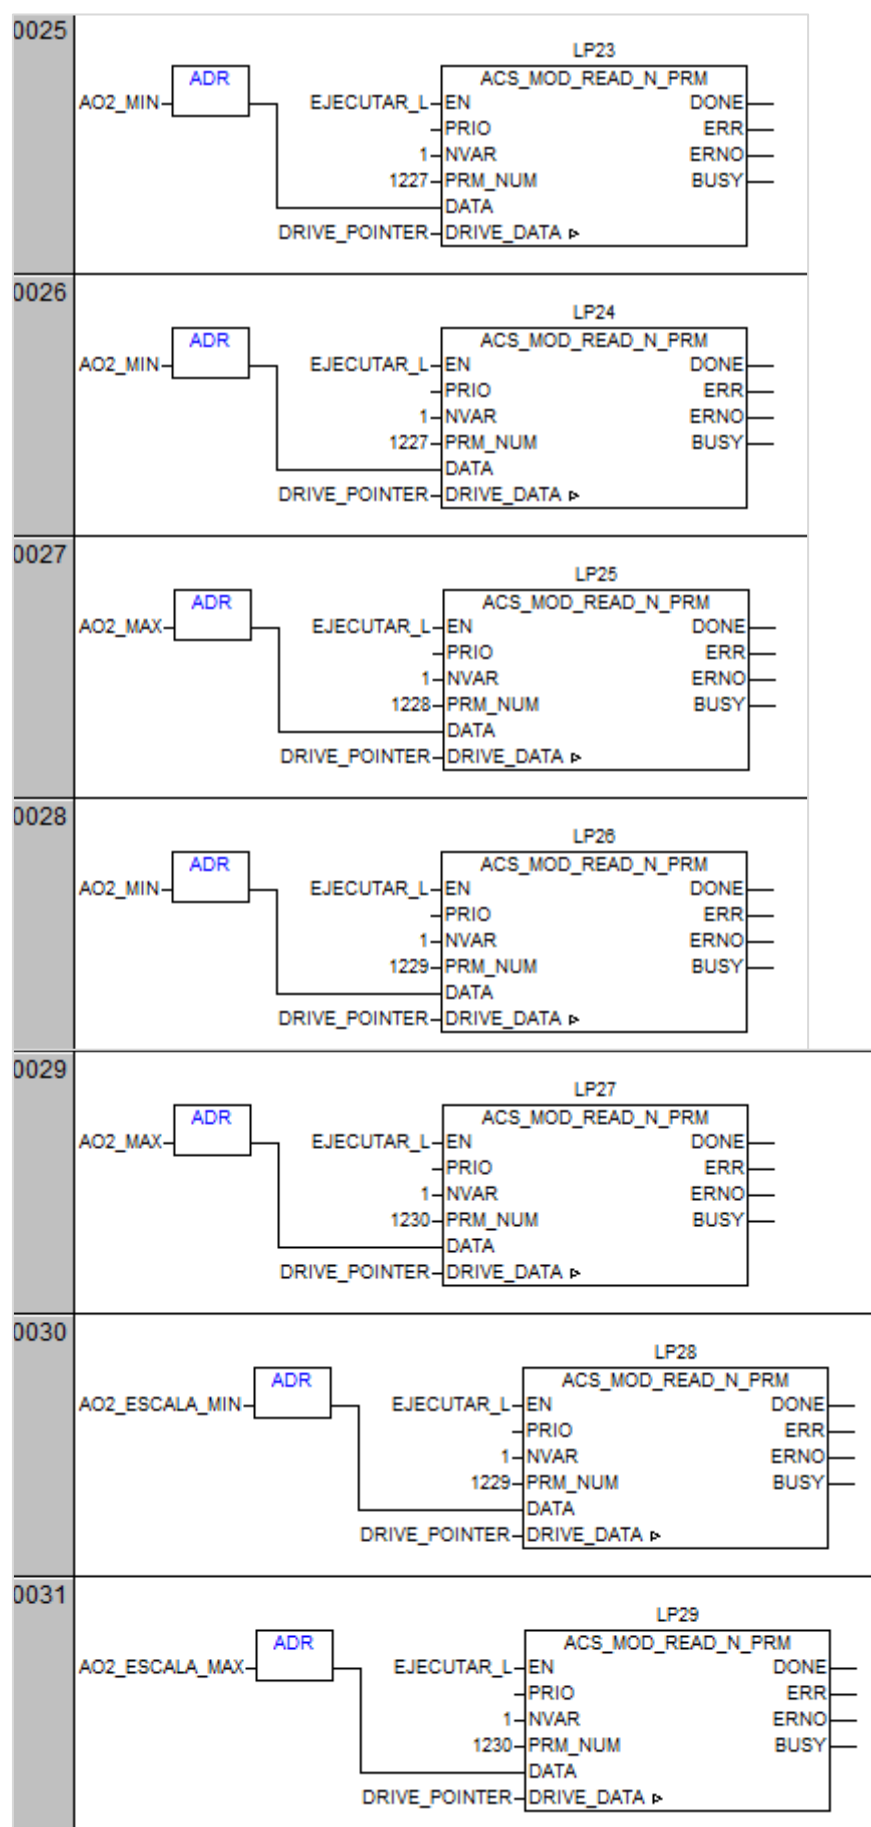 0025
LP23
ADR
ACS_MOD_READ_N_PRM
AO2_MIN
EJECUTAR_L EN DONE
PRIO ERR
1 NVAR ERNO
1227 PRM_NUM BUSY
DATA
DRIVE_POINTER DRIVE_DATA
0026
LP24
ADR
ACS_MOD_READ_N_PRM
AO2_MIN
EJECUTAR_L EN DONE
PRIO ERR
1 NVAR ERNO
1227 PRM_NUM BUSY
DATA
DRIVE_POINTER DRIVE_DATA
0027
LP25
ADR
ACS_MOD_READ_N_PRM
AO2_MAX
EJECUTAR_L EN DONE
PRIO ERR
1 NVAR ERNO
1228 PRM_NUM BUSY
DATA
DRIVE_POINTER DRIVE_DATA
0028
LP26
ADR
ACS_MOD_READ_N_PRM
AO2_MIN
EJECUTAR_L EN DONE
PRIO ERR
1 NVAR ERNO
1229 PRM_NUM BUSY
DATA
DRIVE_POINTER DRIVE_DATA
0029
LP27
ADR
ACS_MOD_READ_N_PRM
AO2_MAX
EJECUTAR_L EN DONE
PRIO ERR
1 NVAR ERNO
1230 PRM_NUM BUSY
DATA
DRIVE_POINTER DRIVE_DATA
0030
LP28
ADR
ACS_MOD_READ_N_PRM
AO2_ESCALA_MIN
EJECUTAR_L EN DONE
PRIO ERR
1 NVAR ERNO
1229 PRM_NUM BUSY
DATA
DRIVE_POINTER DRIVE_DATA
0031
LP29
ADR
ACS_MOD_READ_N_PRM
AO2_ESCALA_MAX
EJECUTAR_L EN DONE
PRIO ERR
1 NVAR ERNO
1230 PRM_NUM BUSY
DATA
DRIVE_POINTER DRIVE_DATA